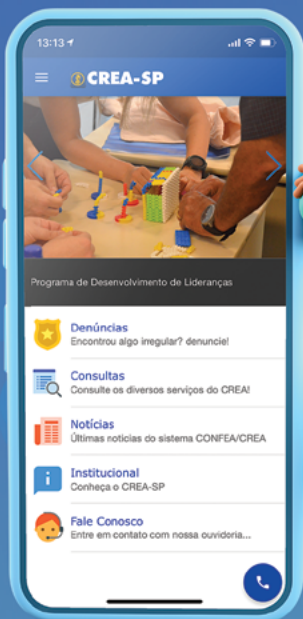 13:13
CREA-SP
Programa de Desenvolvimento de Lideranças
Denúncias
Encontrou algo irregular? denuncie!
Consultas
Consulte os diversos serviços do CREA!
Notícias
Últimas noticias do sistema CONFEA/CREA
Institucional
Conheça o CREA-SP
Fale Conosco
Entre em contato com nossa ouvidoria...